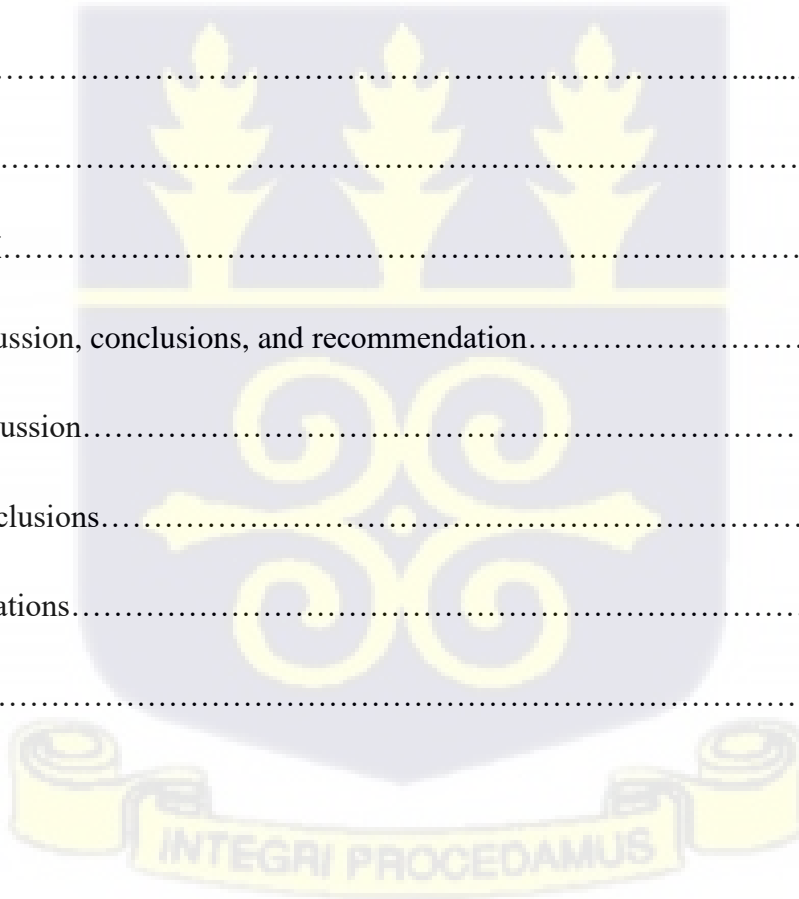 ussion, conclusions, and recommendation……………………
ussion……………………………………………………………
clusions…………………………………………………………
ations……………………………………………………………
INTEGRI PROCEDAMUS